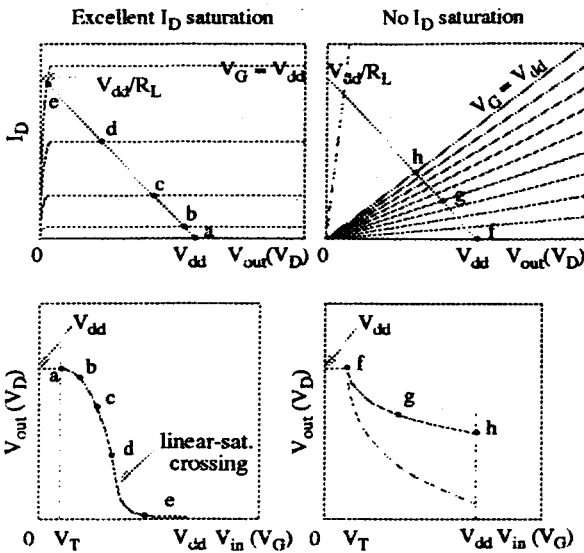 Excellent I_D saturation
No I_D saturation
V_dd/R_L
V_G = V_dd
e
d
c
b
a
I_D
0
V_dd
V_out(V_D)
V_dd/R_L
V_G = V_dd
h
g
f
0
V_dd
V_out(V_D)
V_dd
a
b
c
d
linear-sat.
crossing
e
V_out (V_D)
0
V_T
V_dd
V_in (V_G)
V_dd
f
g
h
V_out (V_D)
0
V_T
V_dd
V_in (V_G)